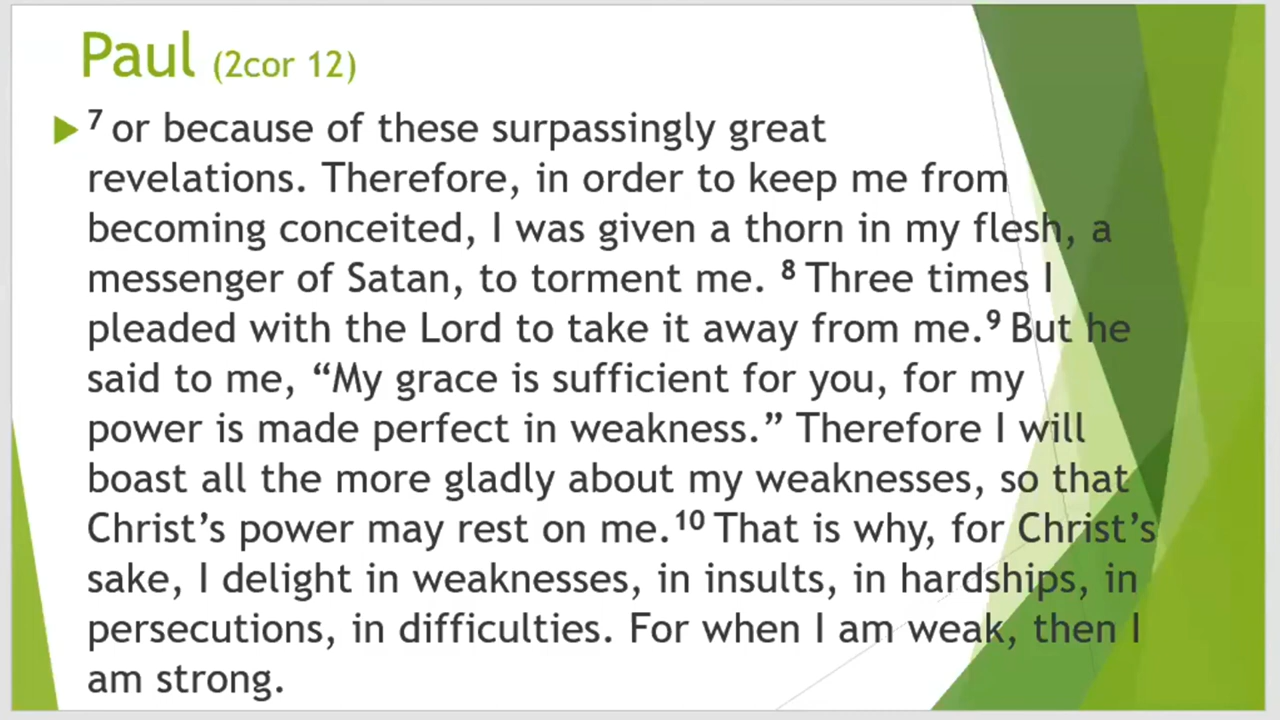 Paul (2cor 12)
7 or because of these surpassingly great
revelations. Therefore, in order to keep me from
becoming conceited, I was given a thorn in my flesh, a
messenger of Satan, to torment me. 8 Three times I
pleaded with the Lord to take it away from me.9 But he
said to me, “My grace is sufficient for you, for my
power is made perfect in weakness.” Therefore I will
boast all the more gladly about my weaknesses, so that
Christ’s power may rest on me.10 That is why, for Christ’s
sake, I delight in weaknesses, in insults, in hardships, in
persecutions, in difficulties. For when I am weak, then I
am strong.